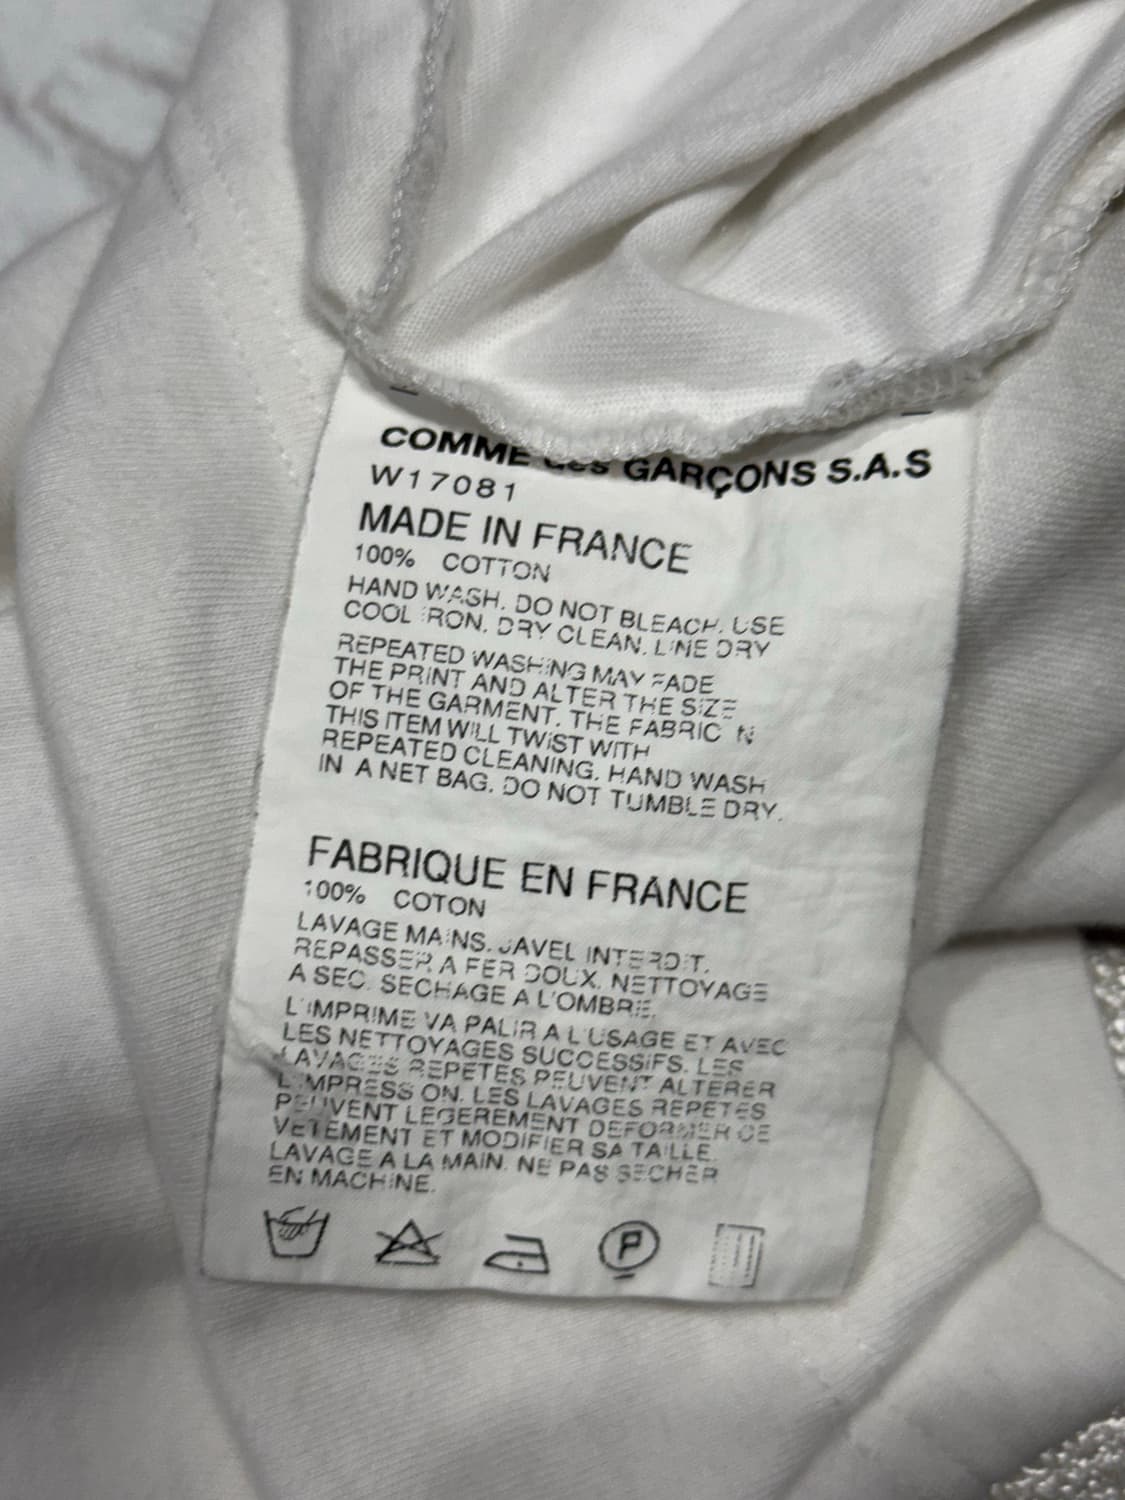 COMME des GARÇONS S.A.S
W17081
MADE IN FRANCE
100% COTTON
HAND WASH. DO NOT BLEACH. USE
COOL IRON. DRY CLEAN. LINE DRY
REPEATED WASHING MAY FADE
THE PRINT AND ALTER THE SIZE
OF THE GARMENT. THE FABRIC IN
THIS ITEM WILL TWIST WITH
REPEATED CLEANING. HAND WASH
IN A NET BAG. DO NOT TUMBLE DRY.
FABRIQUE EN FRANCE
100% COTON
LAVAGE MAINS. JAVEL INTERDIT.
REPASSER A FER DOUX. NETTOYAGE
A SEC. SECHAGE A L'OMBRE.
L'IMPRIME VA PALIR A L'USAGE ET AVEC
LES NETTOYAGES SUCCESSIFS. LES
LAVAGES REPETES PEUVENT ALTERER
L'IMPRESSION. LES LAVAGES REPETES
PEUVENT LEGEREMENT DEFORMER CE
VETEMENT ET MODIFIER SA TAILLE.
LAVAGE A LA MAIN. NE PAS SECHER
EN MACHINE.
P